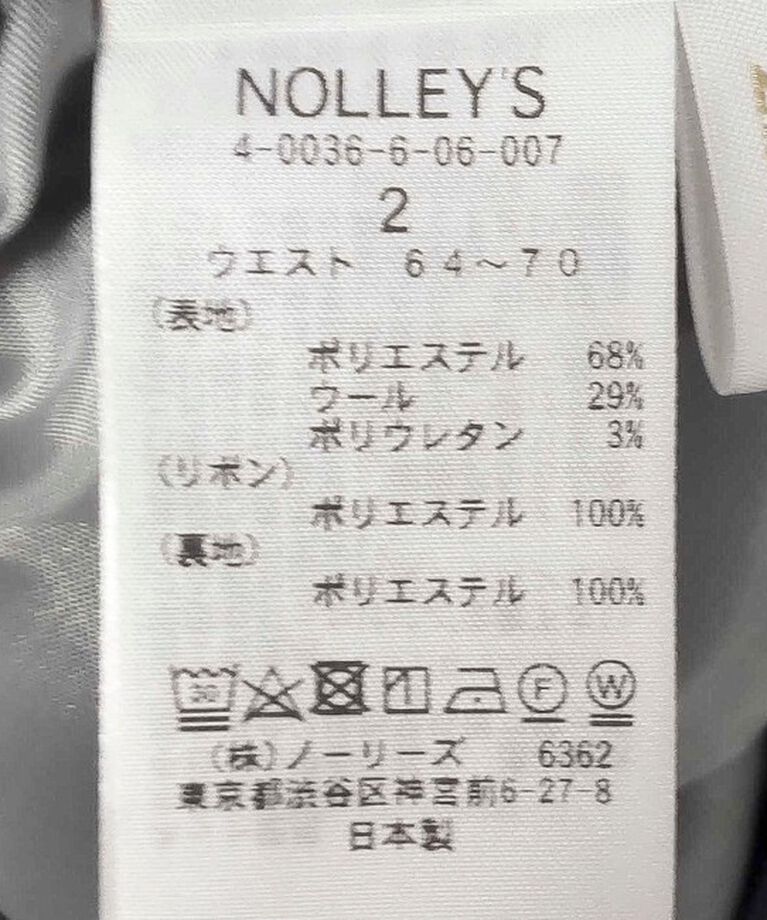 NOLLEY'S
4-0036-6-06-007
2
ウエスト 64～70
(表地)
ポリエステル 68%
ウール 29%
ポリウレタン 3%
(リボン)
ポリエステル 100%
(裏地)
ポリエステル 100%
30 F W
(株)ノーリーズ 6362
東京都渋谷区神宮前6-27-8
日本製